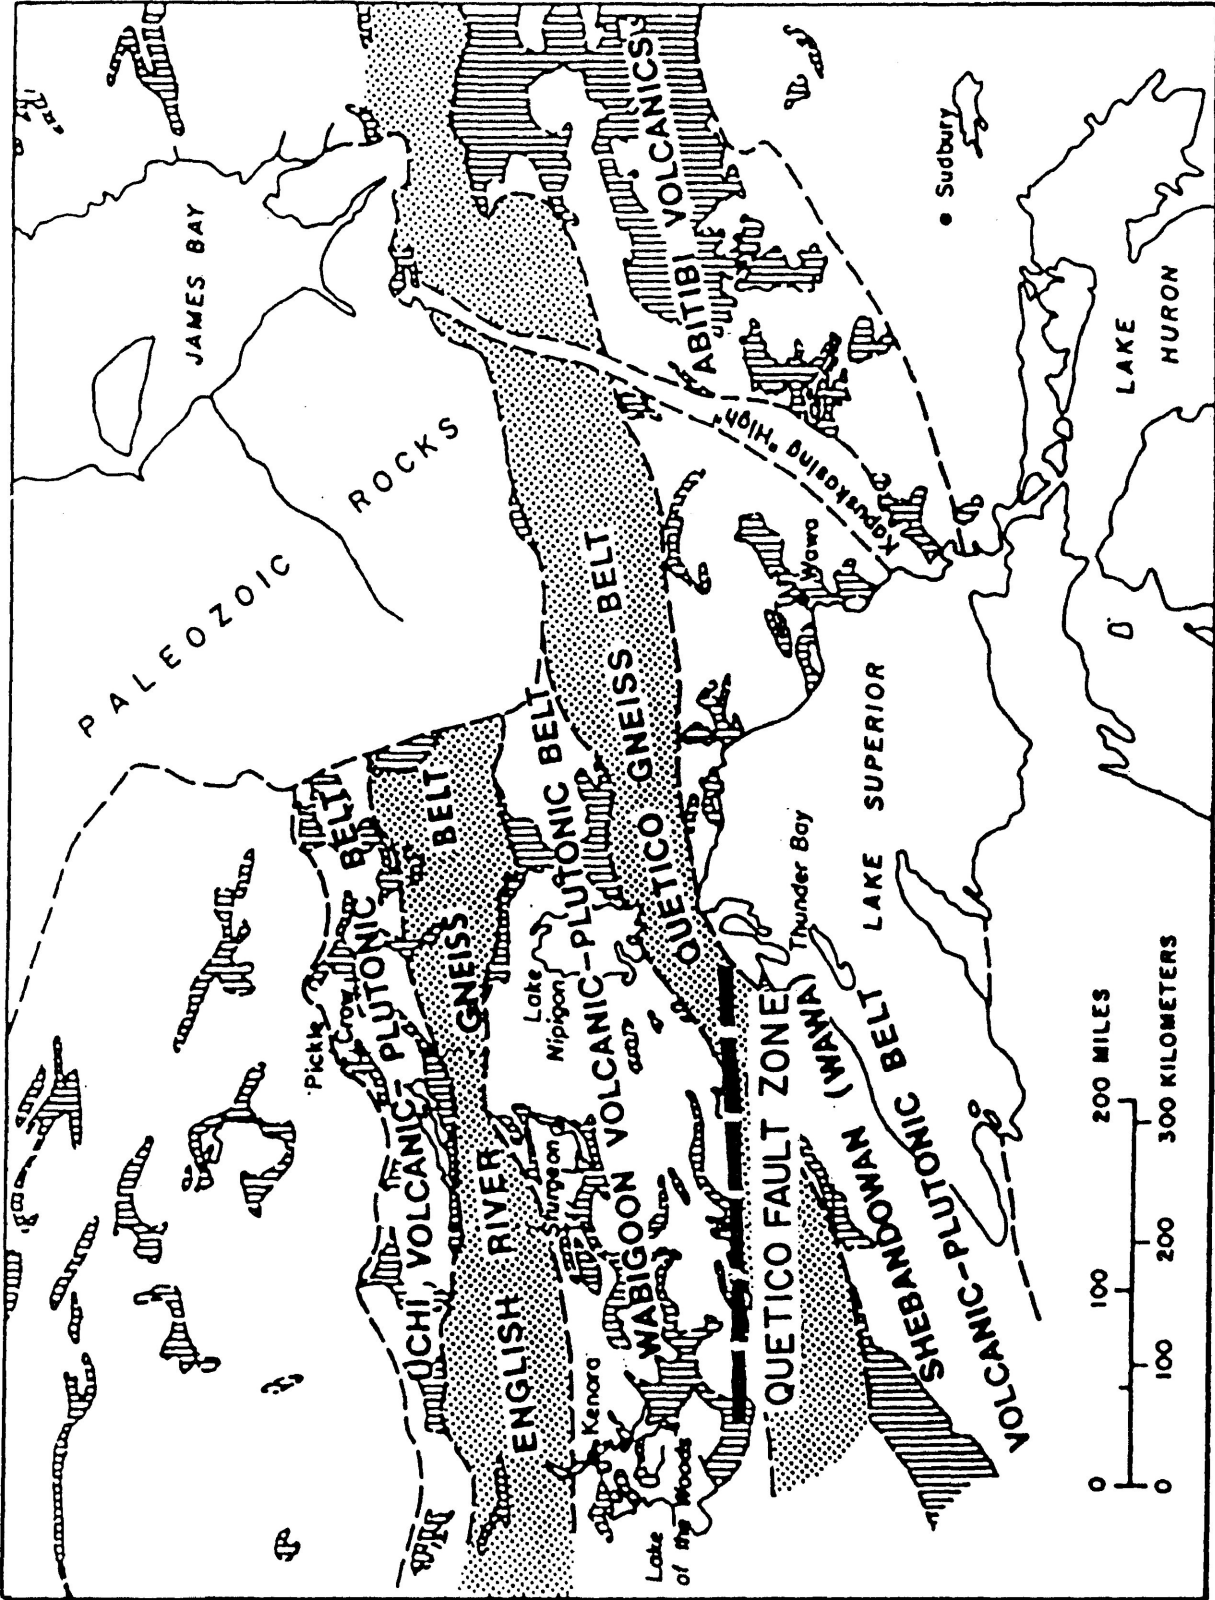 JAMES BAY
PALEOZOIC
ROCKS
Pickle
Crow
UCHI, VOLCANIC-PLUTONIC BELT
ENGLISH RIVER GNEISS BELT
Kenora
Sturgeon
Lake
Nipigon
WABIGOON VOLCANIC-PLUTONIC BELT
Lake
of the Woods
QUETICO GNEISS BELT
QUETICO FAULT ZONE
Thunder Bay
SHEBANDOWAN (WAWA)
VOLCANIC-PLUTONIC BELT
LAKE SUPERIOR
Wawa
Kapuskasing "High"
ABITIBI VOLCANICS
Sudbury
LAKE
HURON
0 100 200 MILES
0 100 200 300 KILOMETERS